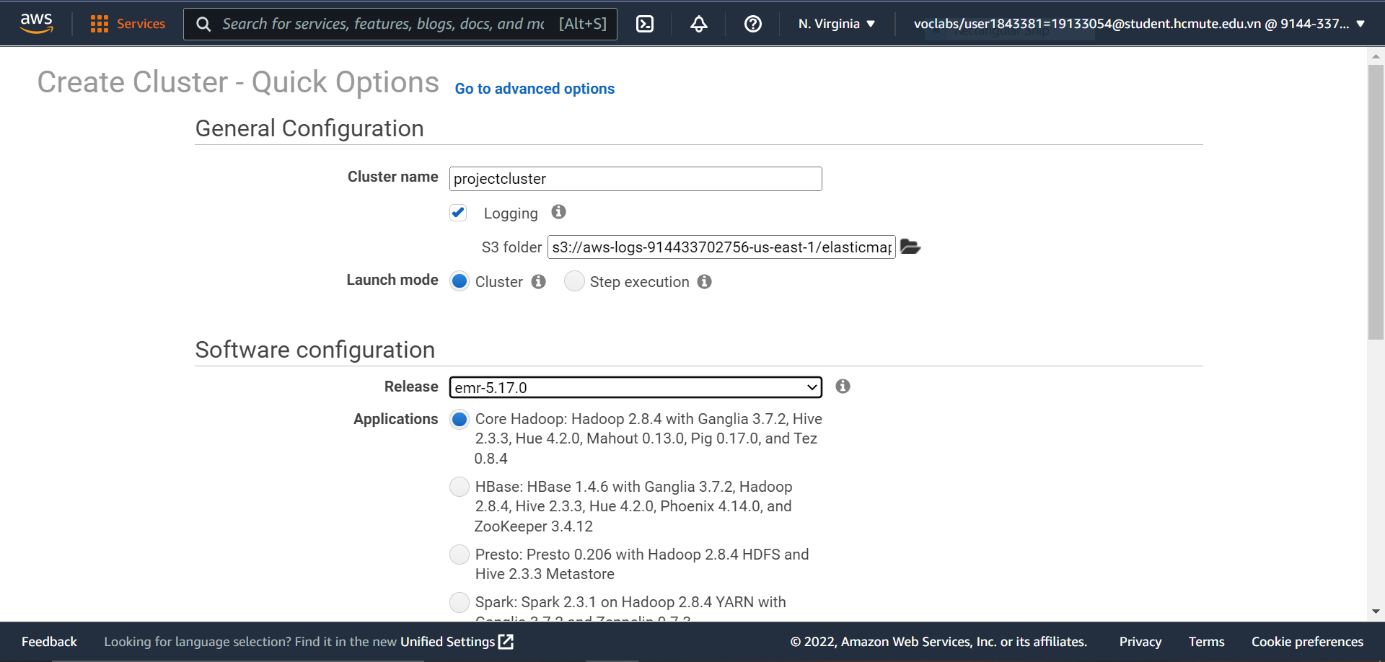 aws
Services
Search for services, features, blogs, docs, and mo [Alt+S]
N. Virginia
voclabs/user1843381=19133054@student.hcmute.edu.vn @ 9144-337...
Create Cluster - Quick Options
Go to advanced options
General Configuration
Cluster name
projectcluster
Logging
S3 folder
s3://aws-logs-914433702756-us-east-1/elasticmap
Launch mode
Cluster
Step execution
Software configuration
Release
emr-5.17.0
Applications
Core Hadoop: Hadoop 2.8.4 with Ganglia 3.7.2, Hive
2.3.3, Hue 4.2.0, Mahout 0.13.0, Pig 0.17.0, and Tez
0.8.4
HBase: HBase 1.4.6 with Ganglia 3.7.2, Hadoop
2.8.4, Hive 2.3.3, Hue 4.2.0, Phoenix 4.14.0, and
ZooKeeper 3.4.12
Presto: Presto 0.206 with Hadoop 2.8.4 HDFS and
Hive 2.3.3 Metastore
Spark: Spark 2.3.1 on Hadoop 2.8.4 YARN with
Ganglia 3.7.2 and Zeppelin 0.7.3
Feedback
Looking for language selection? Find it in the new Unified Settings
© 2022, Amazon Web Services, Inc. or its affiliates.
Privacy
Terms
Cookie preferences